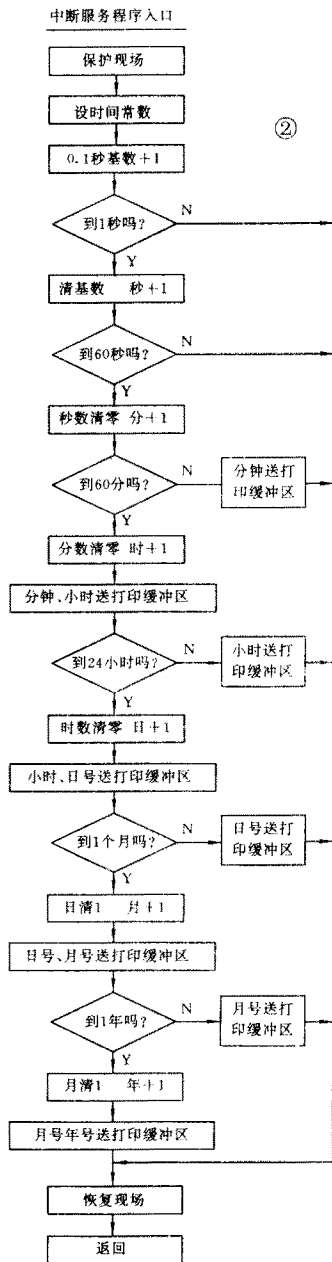 中断服务程序入口
保护现场
设时间常数
②
0.1秒基数+1
到1秒吗?
N
Y
清基数 秒+1
到60秒吗?
N
Y
秒数清零 分+1
到60分吗?
N
分钟送打
印缓冲区
Y
分数清零 时+1
分钟、小时送打印缓冲区
到24小时吗?
N
小时送打
印缓冲区
Y
时数清零 日+1
小时、日号送打印缓冲区
到1个月吗?
N
日号送打
印缓冲区
Y
日清1 月+1
日号、月号送打印缓冲区
到1年吗?
N
月号送打
印缓冲区
Y
月清1 年+1
月号年号送打印缓冲区
恢复现场
返回